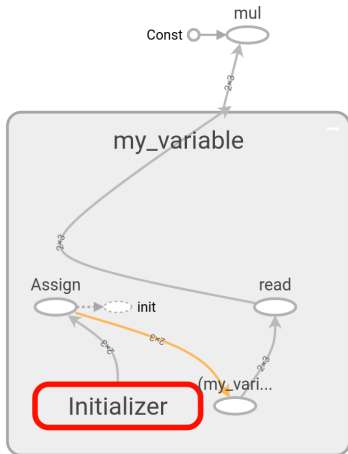 mul
Const
2×3
my_variable
2×3
Assign
read
init
2×3
2×3
2×3
(my_vari...
Initializer